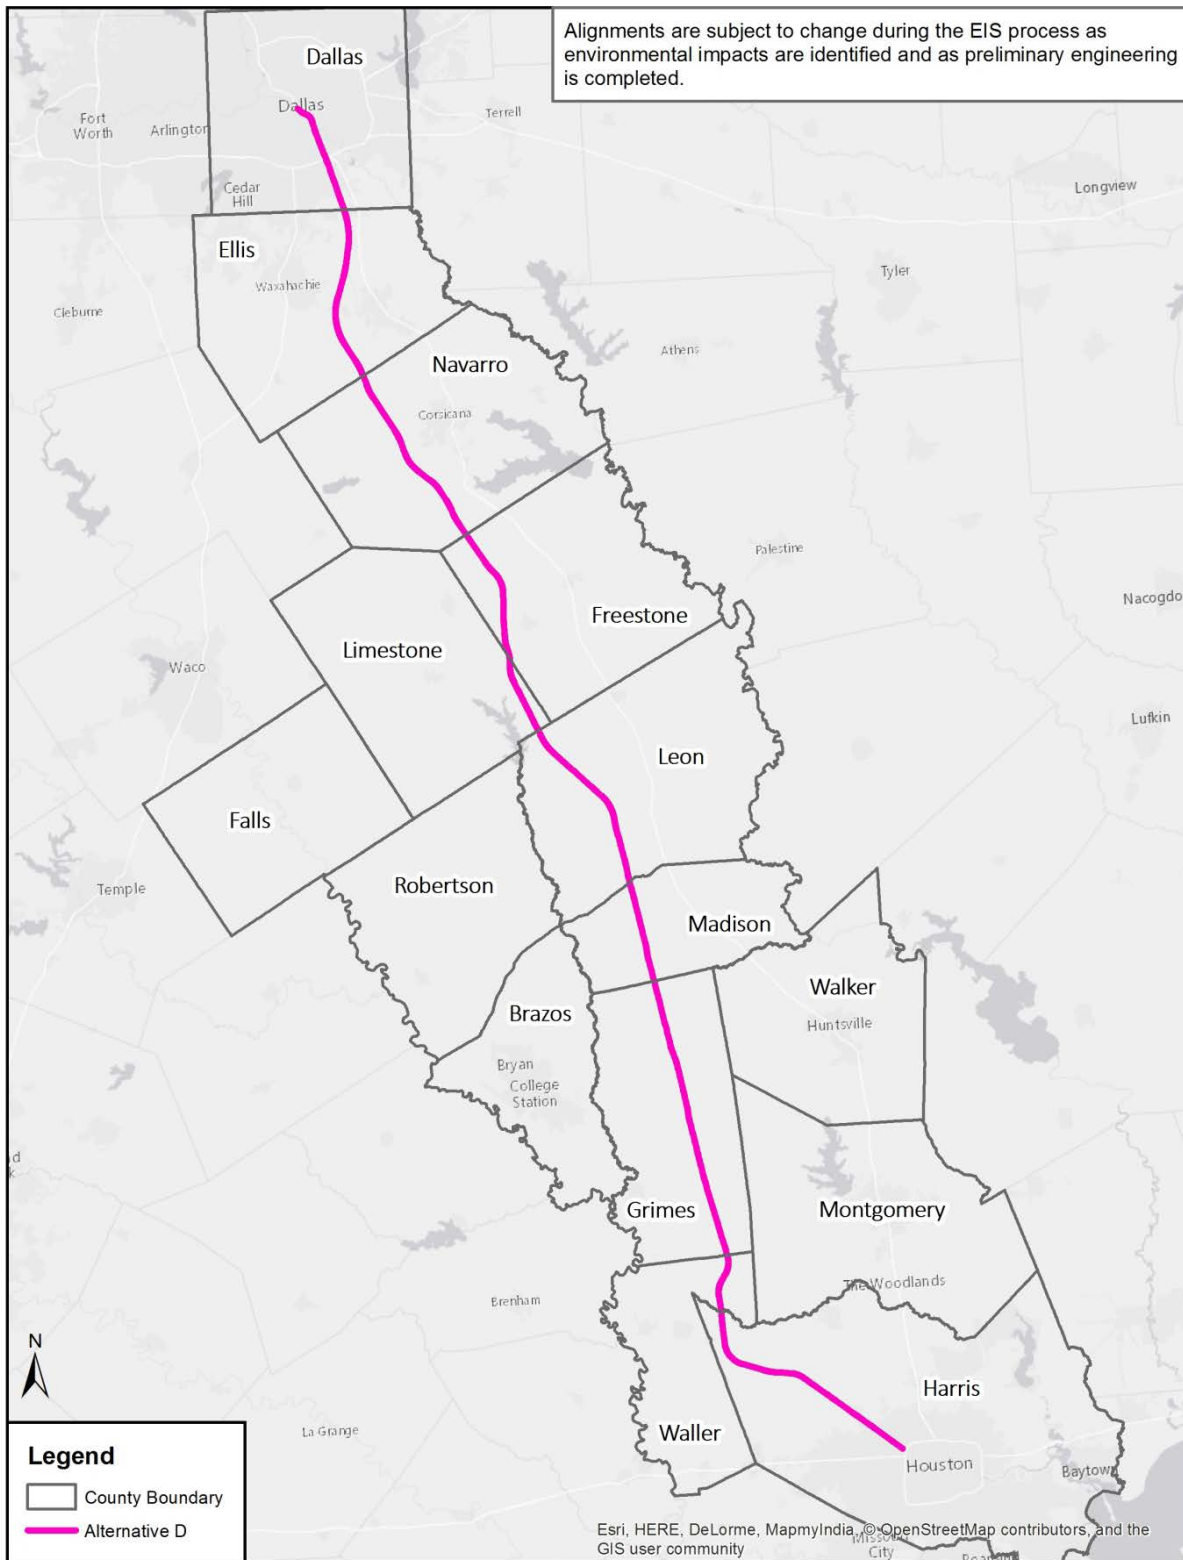 Alignments are subject to change during the EIS process as
environmental impacts are identified and as preliminary engineering
is completed.
Dallas
Dallas
Fort
Worth
Arlington
Terrell
Cedar
Hill
Longview
Ellis
Waxahachie
Tyler
Cleburne
Navarro
Athens
Corsicana
Palestine
Freestone
Nacogdo
Limestone
Waco
Lufkin
Leon
Falls
Temple
Robertson
Madison
Walker
Huntsville
Brazos
Bryan
College
Station
Grimes
Montgomery
The Woodlands
Brenham
N
Harris
La Grange
Waller
Houston
Baytown
Legend
County Boundary
Alternative D
Esri, HERE, DeLorme, MapmyIndia, © OpenStreetMap contributors, and the
GIS user community
City